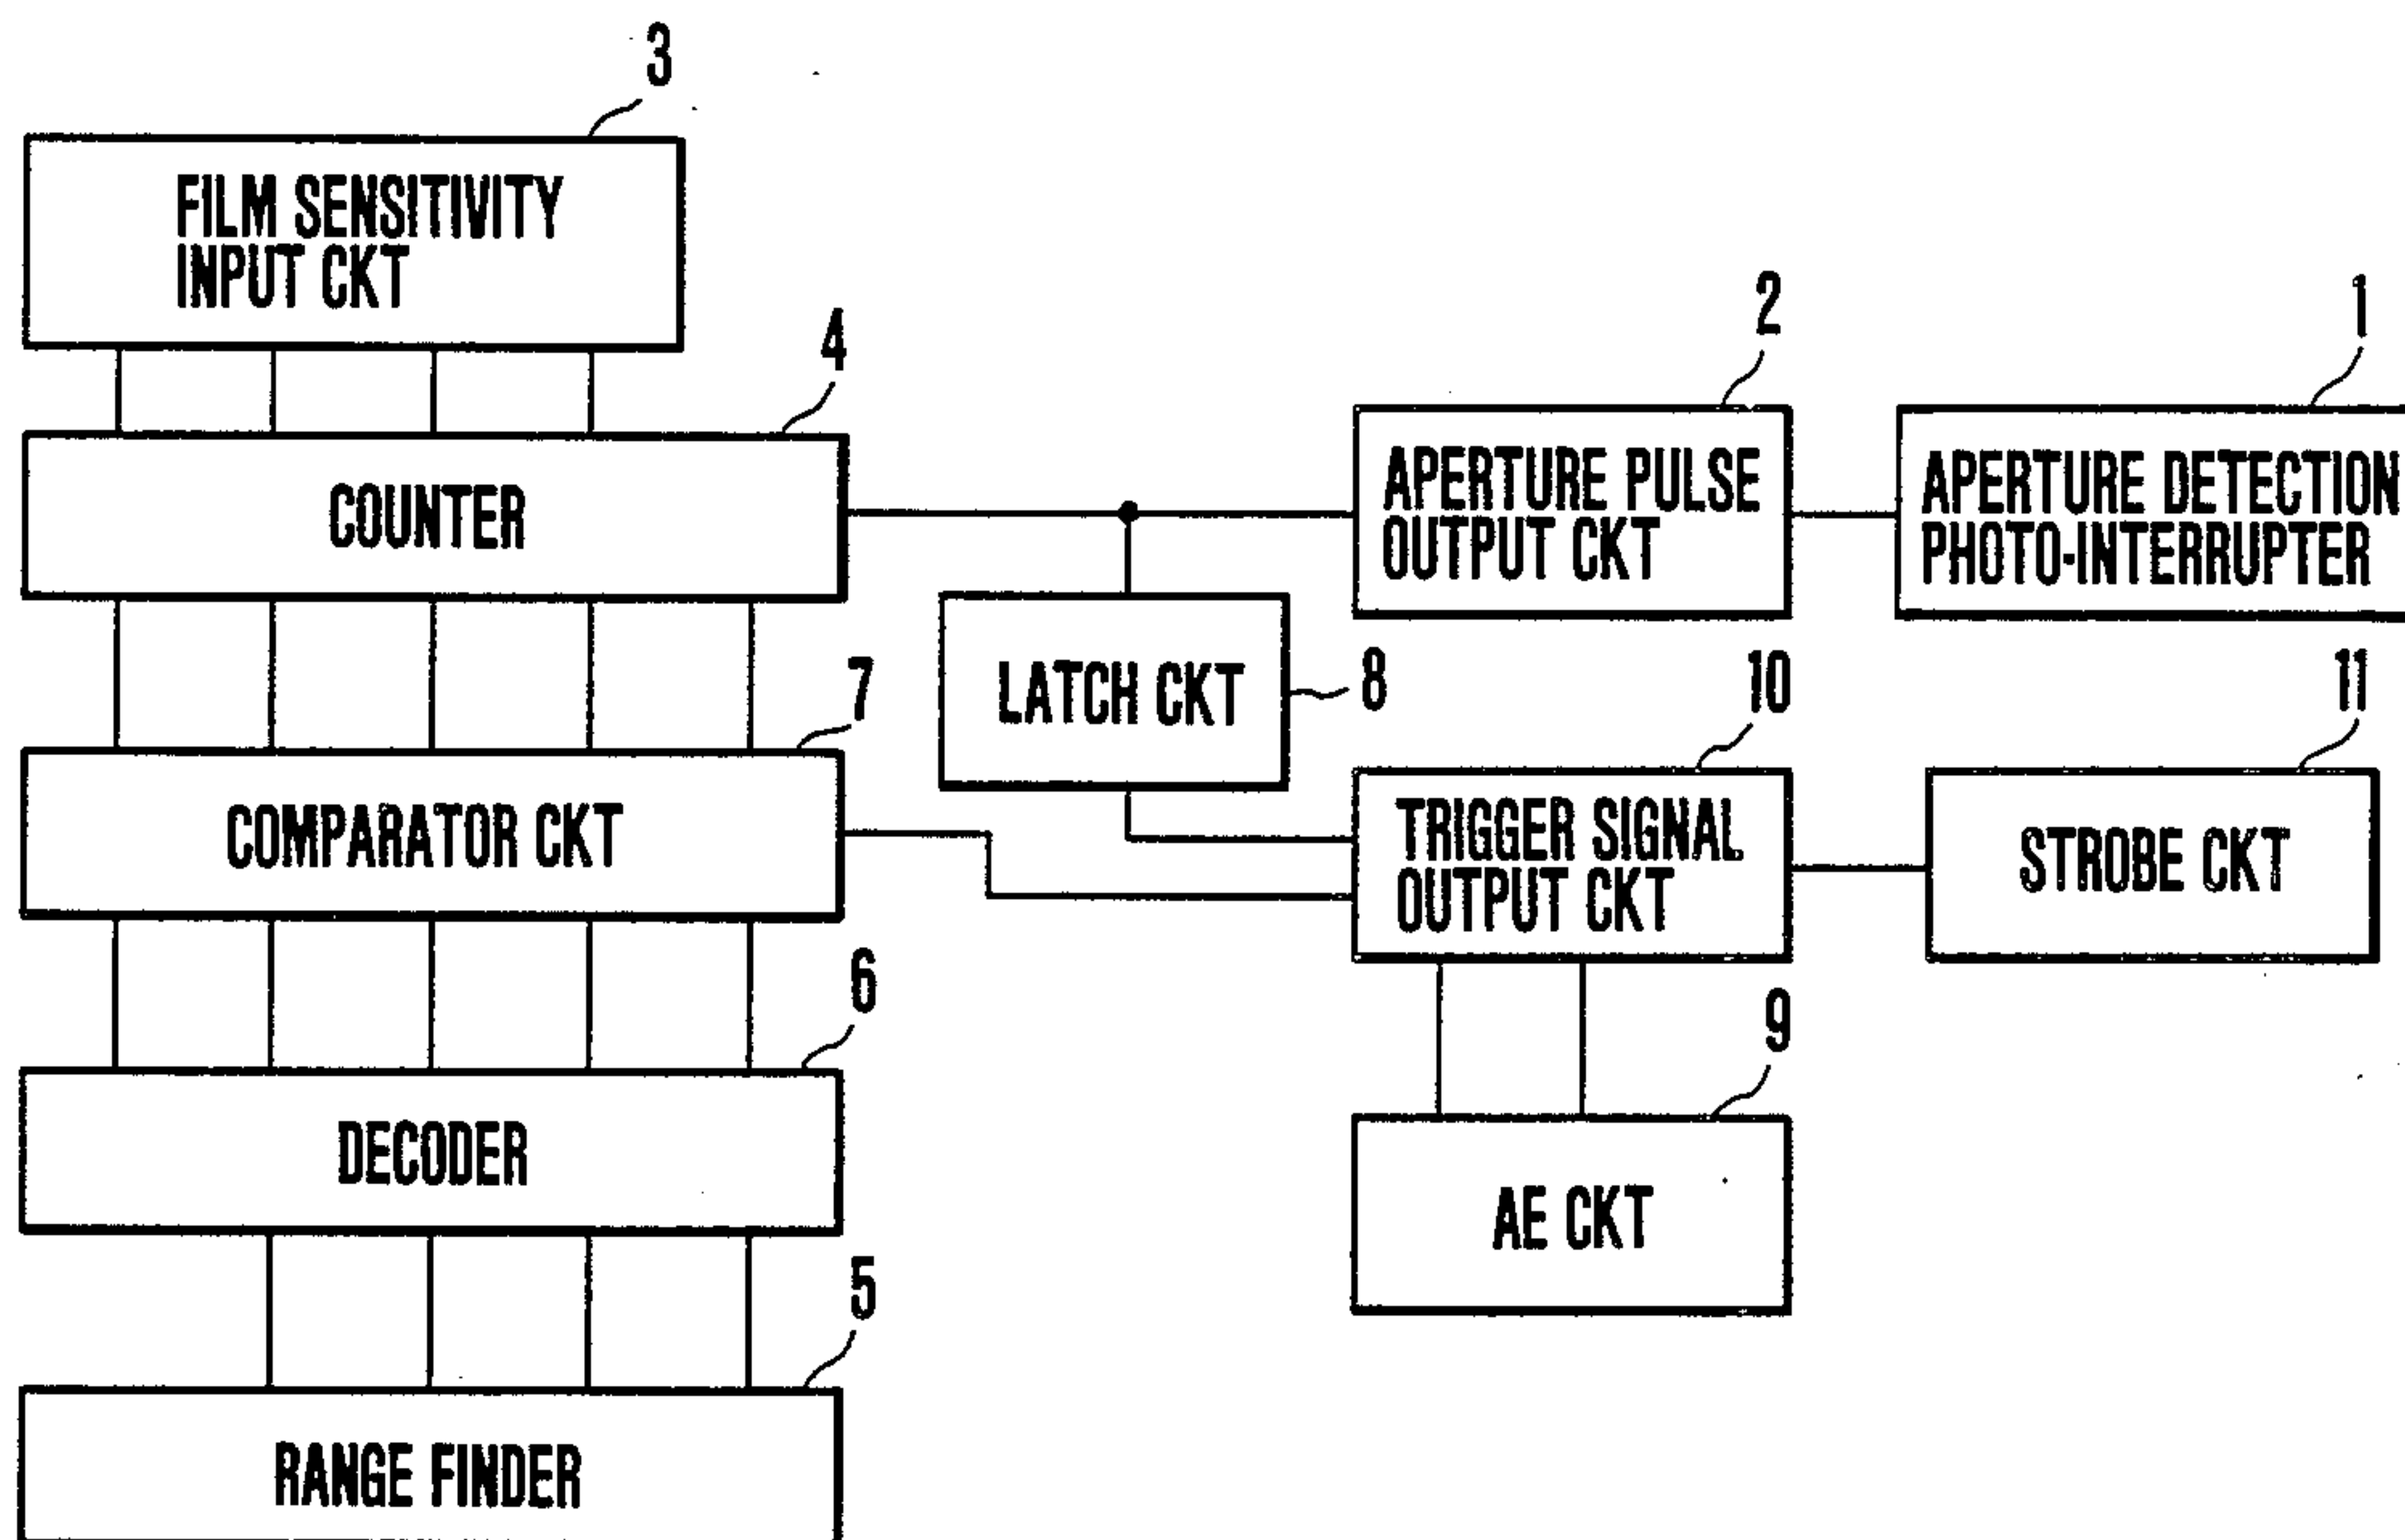 3
FILM SENSITIVITY
INPUT CKT
4
COUNTER
2
APERTURE PULSE
OUTPUT CKT
1
APERTURE DETECTION
PHOTO-INTERRUPTER
LATCH CKT
8
7
COMPARATOR CKT
10
TRIGGER SIGNAL
OUTPUT CKT
11
STROBE CKT
6
DECODER
9
AE CKT
5
RANGE FINDER